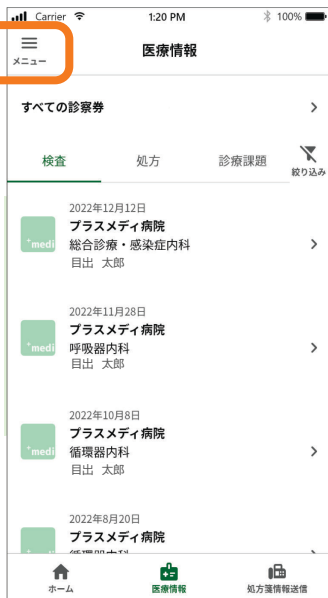 Carrier 1:20 PM 100%
メニュー
医療情報
すべての診察券
検査 処方 診療課題 絞り込み
2022年12月12日
プラスメディ病院
+medi 総合診療・感染症内科
目出 太郎
2022年11月28日
プラスメディ病院
+medi 呼吸器内科
目出 太郎
2022年10月8日
プラスメディ病院
+medi 循環器内科
目出 太郎
2022年8月20日
プラスメディ病院
+medi
ホーム 医療情報 処方箋情報送信